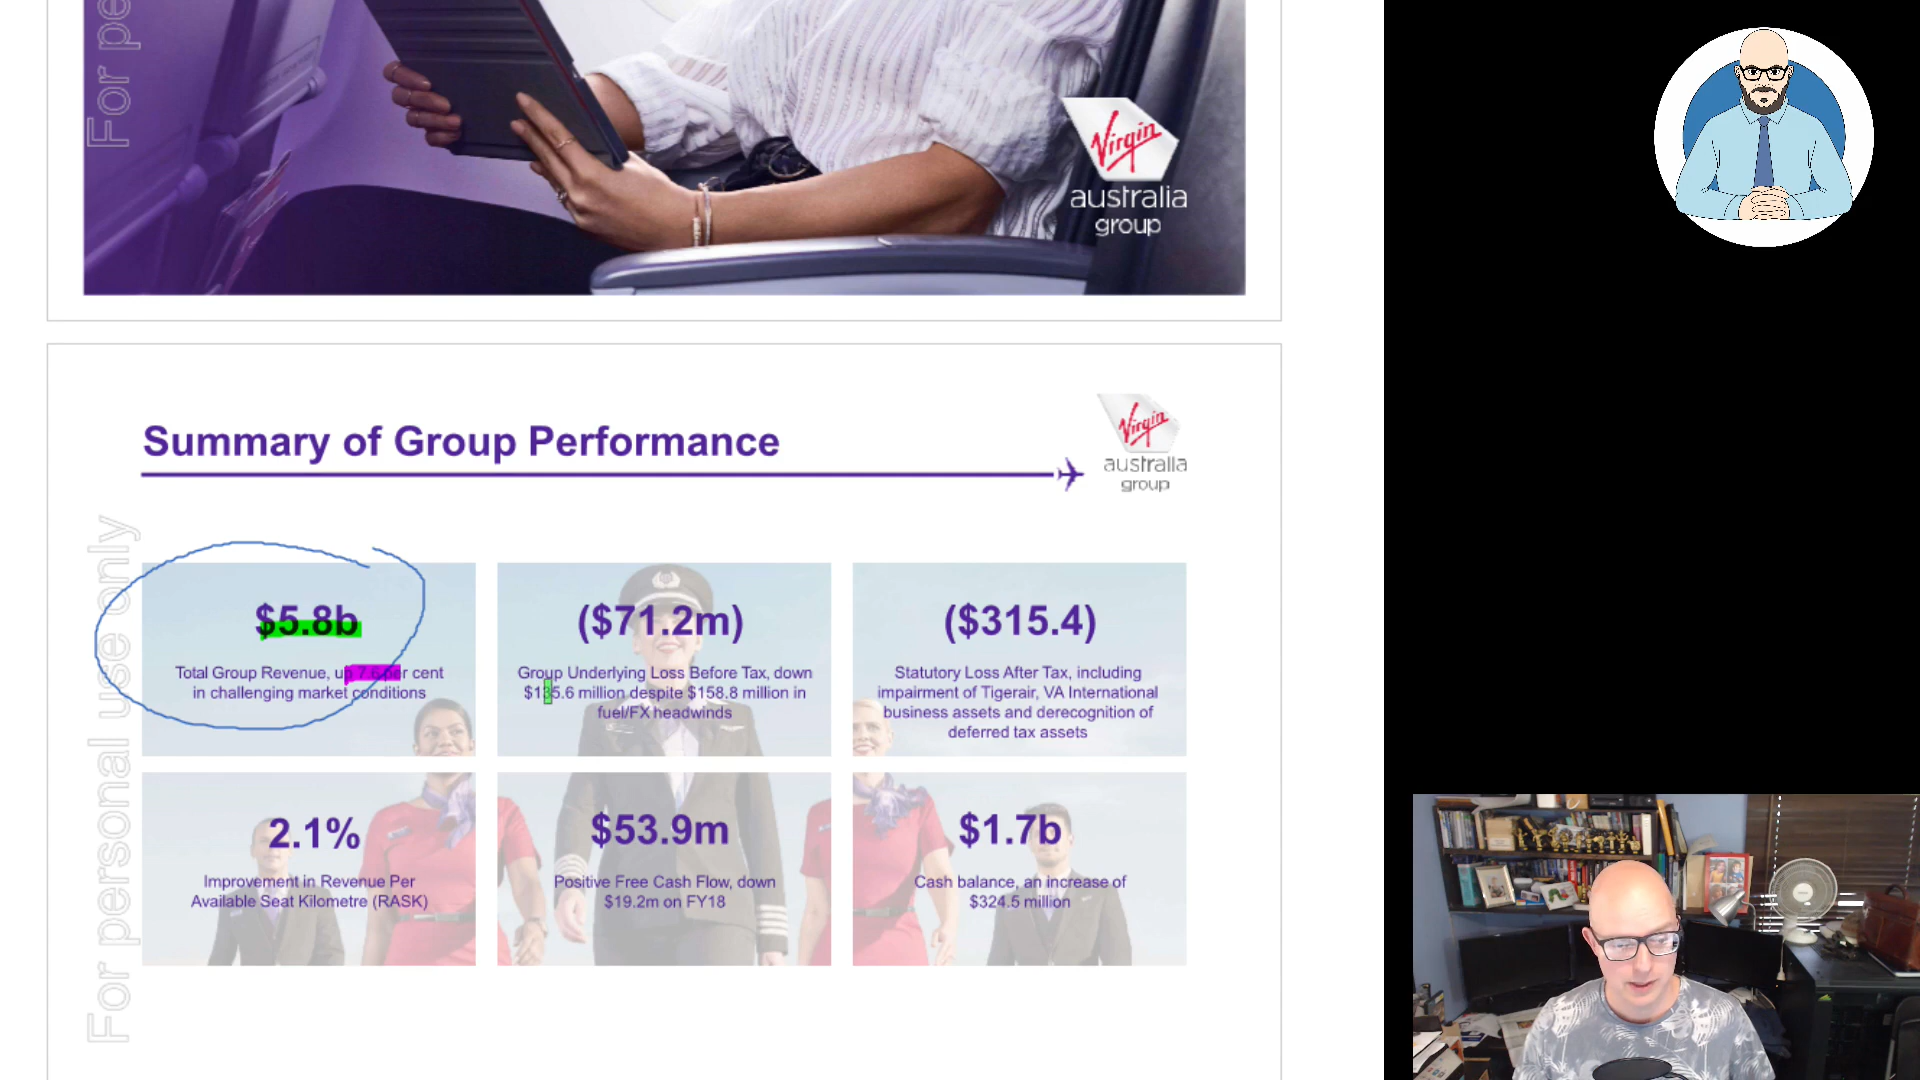 For pe
Virgin
australia
group
Summary of Group Performance
Virgin
australia
group
For personal use only
$5.8b
Total Group Revenue, up 7.6 per cent
in challenging market conditions
($71.2m)
Group Underlying Loss Before Tax, down
$135.6 million despite $158.8 million in
fuel/FX headwinds
($315.4)
Statutory Loss After Tax, including
impairment of Tigerair, VA International
business assets and derecognition of
deferred tax assets
2.1%
Improvement in Revenue Per
Available Seat Kilometre (RASK)
$53.9m
Positive Free Cash Flow, down
$19.2m on FY18
$1.7b
Cash balance, an increase of
$324.5 million